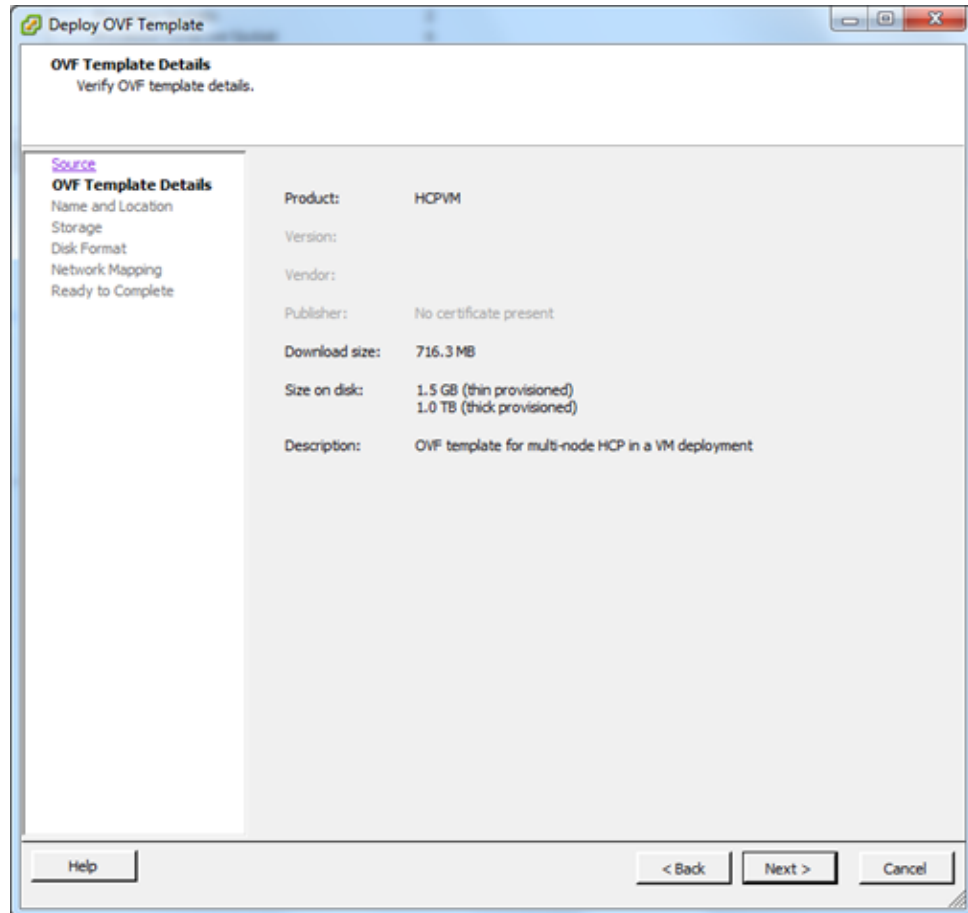 Deploy OVF Template
OVF Template Details
Verify OVF template details.
Source
OVF Template Details
Name and Location
Storage
Disk Format
Network Mapping
Ready to Complete
Product: HCPVM
Version:
Vendor:
Publisher: No certificate present
Download size: 716.3 MB
Size on disk: 1.5 GB (thin provisioned)
1.0 TB (thick provisioned)
Description: OVF template for multi-node HCP in a VM deployment
Help
< Back
Next >
Cancel